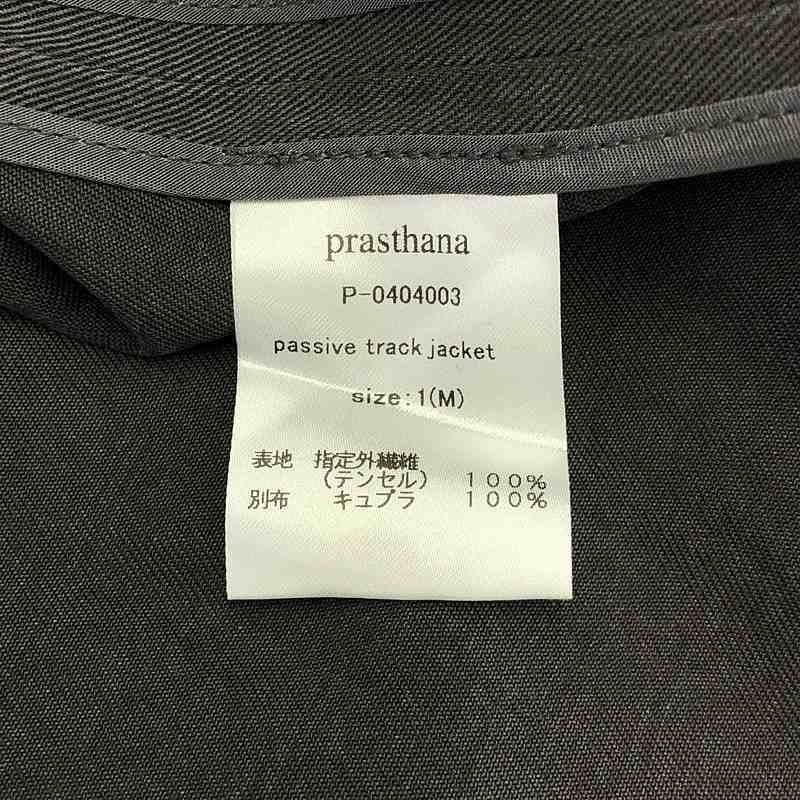 prasthana
P-0404003
passive track jacket
size:1(M)
表地 指定外繊維
(テンセル) 100%
別布 キュプラ 100%